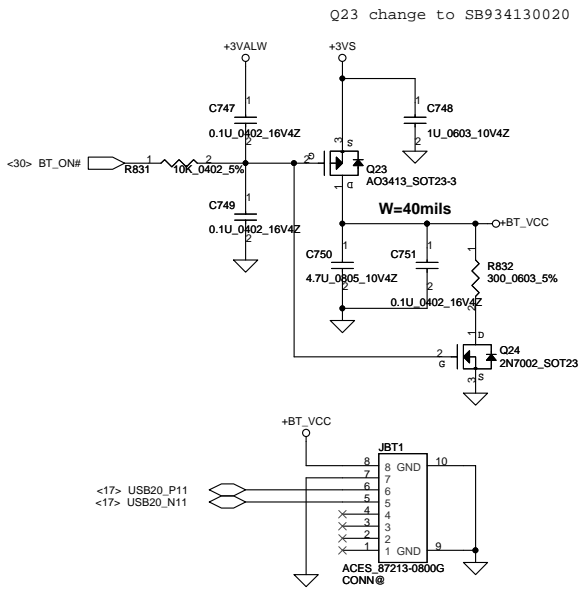 Q23 change to SB934130020
+3VALW
+3VS
C747
0.1U_0402_16V4Z
1
2
C748
1U_0603_10V4Z
1
2
<30> BT_ON#
1
2
R831
10K_0402_5%
2
G
3
S
1
D
Q23
AO3413_SOT23-3
C749
0.1U_0402_16V4Z
1
2
W=40mils
+BT_VCC
C750
4.7U_0805_10V4Z
1
2
C751
0.1U_0402_16V4Z
1
2
R832
300_0603_5%
1
2
1
D
2
G
3
S
Q24
2N7002_SOT23
+BT_VCC
JBT1
8 8 GND 10
7 7
<17> USB20_P11 6 6
<17> USB20_N11 5 5
4 4
3 3
2 2
1 1 GND 9
ACES_87213-0800G
CONN@